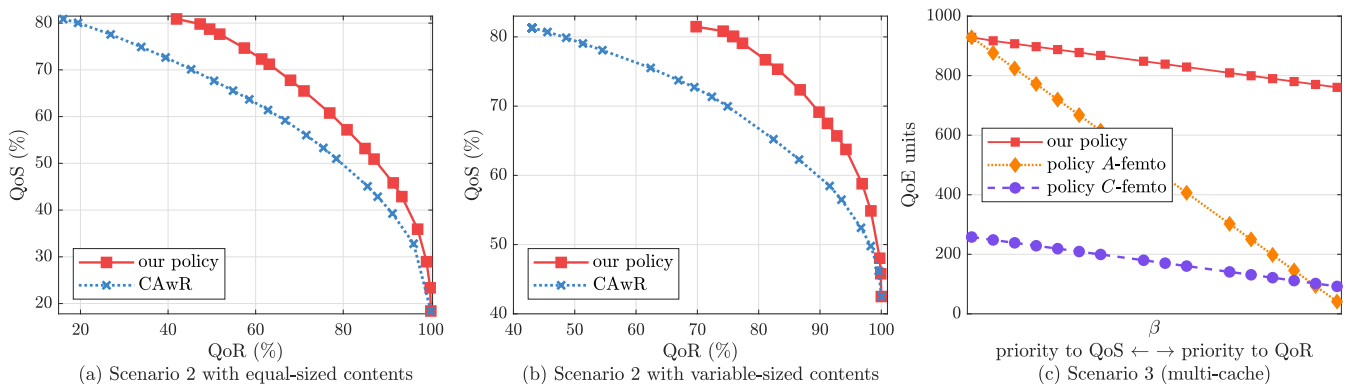 80
70
60
50
40
30
20
QoS (%)
20
40
60
80
100
QoR (%)
our policy
CAwR
(a) Scenario 2 with equal-sized contents
80
70
60
50
40
QoS (%)
40
50
60
70
80
90
100
QoR (%)
our policy
CAwR
(b) Scenario 2 with variable-sized contents
1000
800
600
400
200
0
QoE units
our policy
policy A-femto
policy C-femto
β
priority to QoS ← → priority to QoR
(c) Scenario 3 (multi-cache)